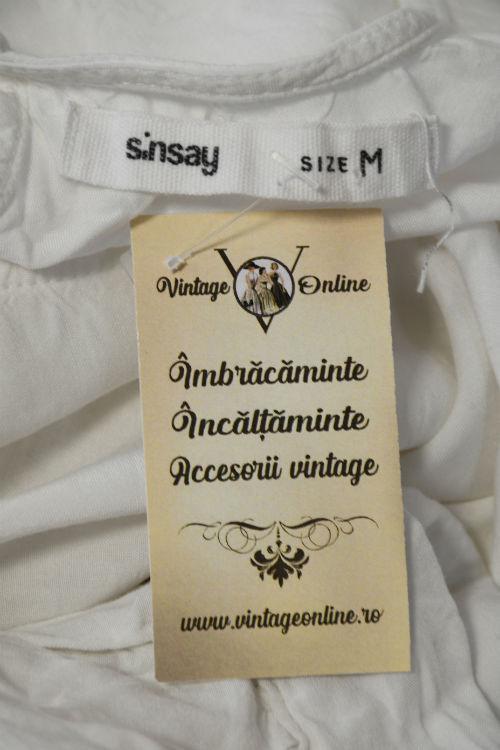 sinsay SIZE M
Vintage Online
Îmbrăcăminte
Încălțăminte
Accesorii vintage
www.vintageonline.ro